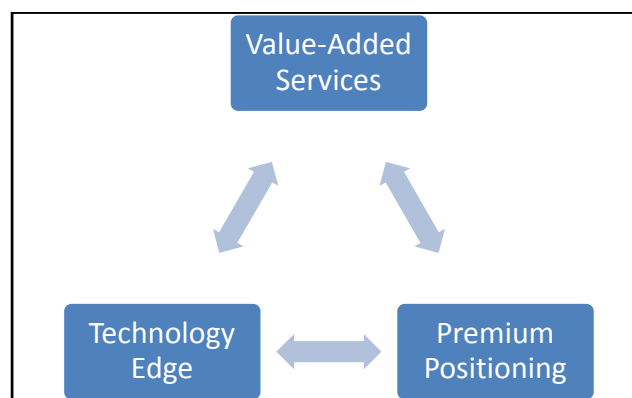 Value-Added
Services
Technology
Edge
Premium
Positioning